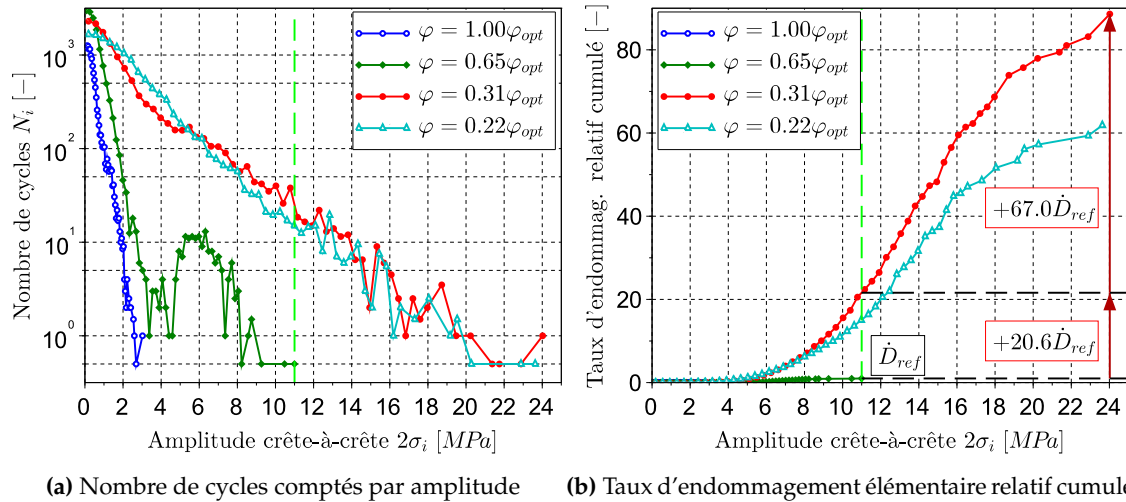 Nombre de cycles N_i [−]
10^3
10^2
10^1
10^0
0 2 4 6 8 10 12 14 16 18 20 22 24
Amplitude crête-à-crête 2σ_i [MPa]
φ = 1.00φ_opt
φ = 0.65φ_opt
φ = 0.31φ_opt
φ = 0.22φ_opt
(a) Nombre de cycles comptés par amplitude
Taux d'endommag. relatif cumulé [−]
80
60
40
20
0
0 2 4 6 8 10 12 14 16 18 20 22 24
Amplitude crête-à-crête 2σ_i [MPa]
φ = 1.00φ_opt
φ = 0.65φ_opt
φ = 0.31φ_opt
φ = 0.22φ_opt
+67.0Ḋ_ref
+20.6Ḋ_ref
Ḋ_ref
(b) Taux d'endommagement élémentaire relatif cumulé